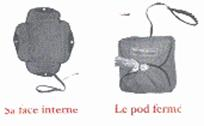 Sa face interne
Le pod fermé